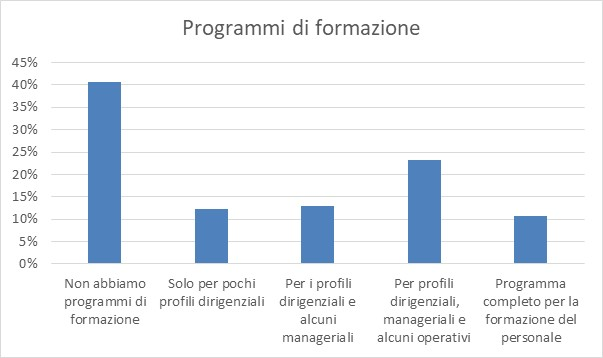 Programmi di formazione
45%
40%
35%
30%
25%
20%
15%
10%
5%
0%
Non abbiamo
programmi di
formazione
Solo per pochi
profili dirigenziali
Per i profili
dirigenziali e
alcuni
manageriali
Per profili
dirigenziali,
manageriali e
alcuni operativi
Programma
completo per la
formazione del
personale